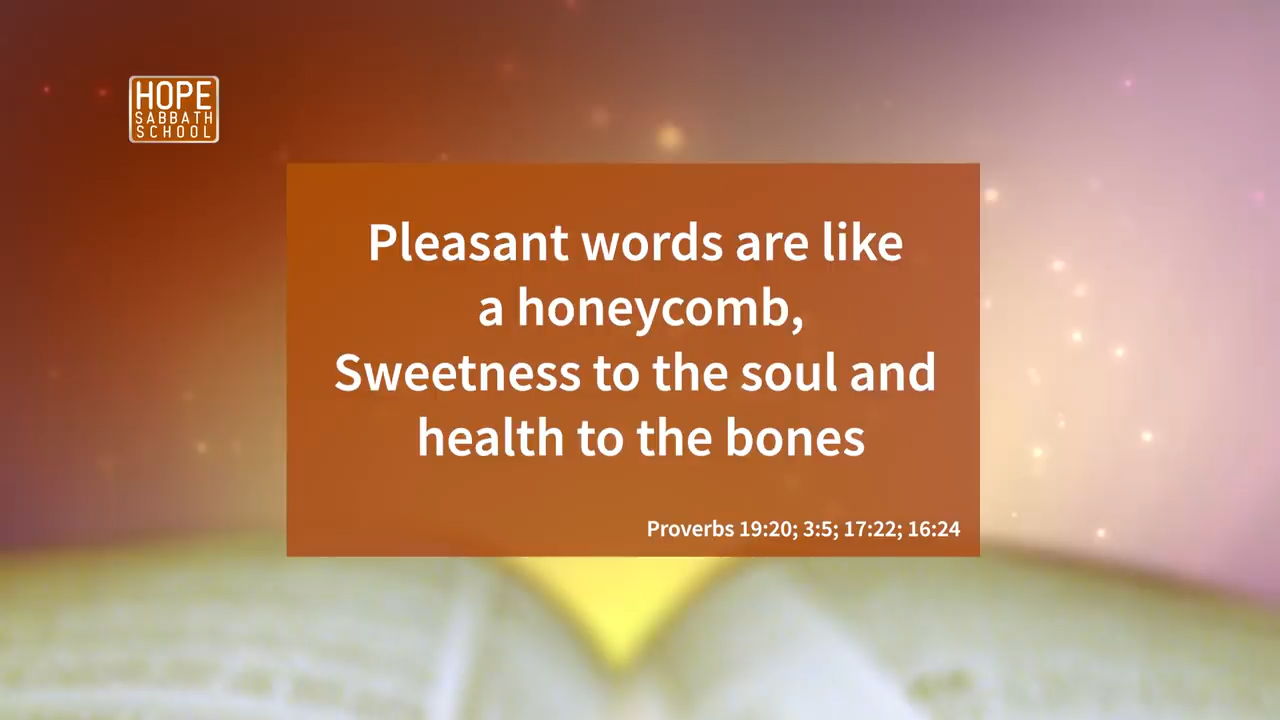 HOPE
SABBATH
SCHOOL
Pleasant words are like
a honeycomb,
Sweetness to the soul and
health to the bones
Proverbs 19:20; 3:5; 17:22; 16:24